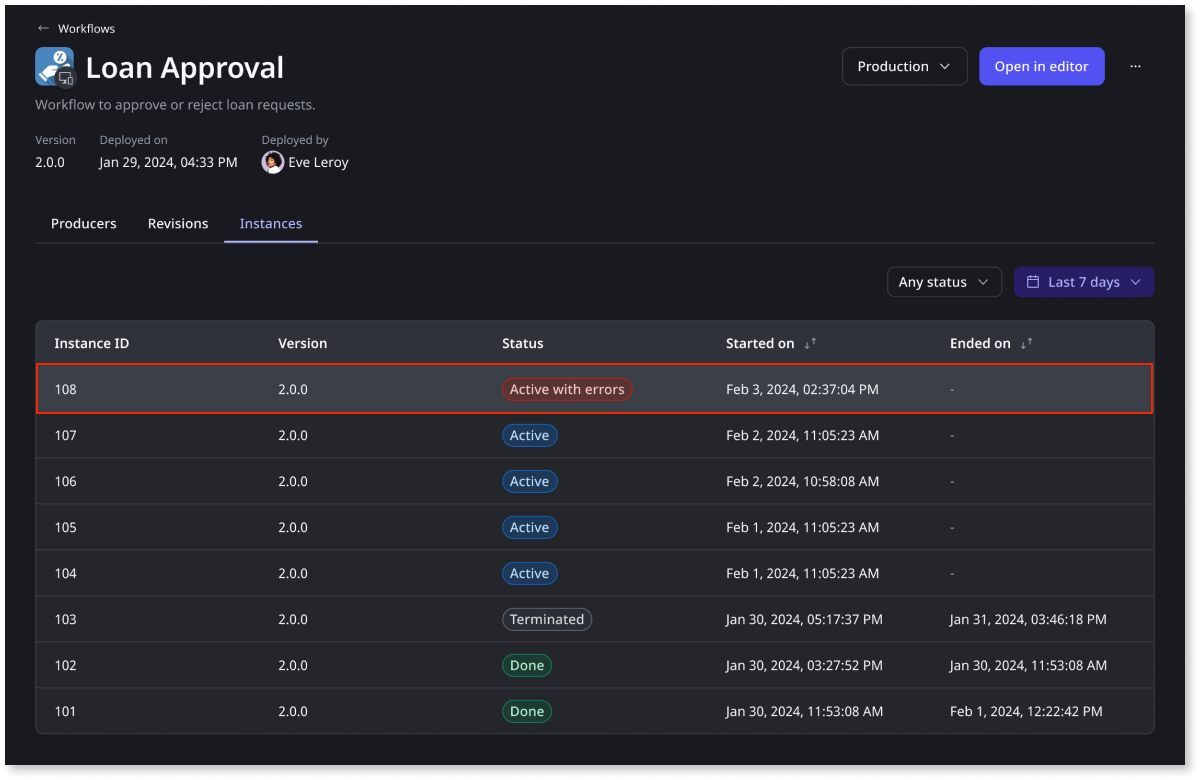 ← Workflows
Loan Approval
Production
Open in editor
...
Workflow to approve or reject loan requests.
Version Deployed on Deployed by
2.0.0 Jan 29, 2024, 04:33 PM Eve Leroy
Producers Revisions Instances
Any status Last 7 days
Instance ID Version Status Started on Ended on
108 2.0.0 Active with errors Feb 3, 2024, 02:37:04 PM -
107 2.0.0 Active Feb 2, 2024, 11:05:23 AM -
106 2.0.0 Active Feb 2, 2024, 10:58:08 AM -
105 2.0.0 Active Feb 1, 2024, 11:05:23 AM -
104 2.0.0 Active Feb 1, 2024, 11:05:23 AM -
103 2.0.0 Terminated Jan 30, 2024, 05:17:37 PM Jan 31, 2024, 03:46:18 PM
102 2.0.0 Done Jan 30, 2024, 03:27:52 PM Jan 30, 2024, 11:53:08 AM
101 2.0.0 Done Jan 30, 2024, 11:53:08 AM Feb 1, 2024, 12:22:42 PM